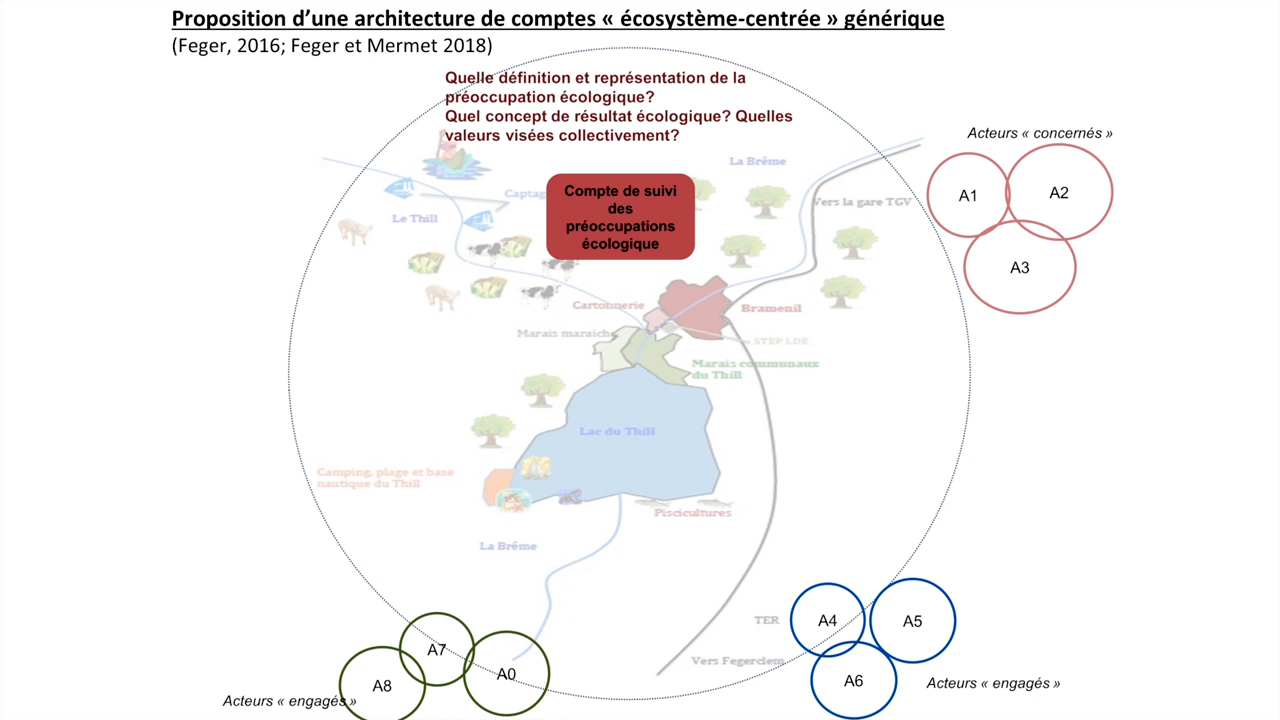 Proposition d’une architecture de comptes « écosystème-centrée » générique
(Feger, 2016; Feger et Mermet 2018)
Quelle définition et représentation de la
préoccupation écologique?
Quel concept de résultat écologique? Quelles
valeurs visées collectivement?
Acteurs « concernés »
La Brême
A1
A2
Compte de suivi
des
préoccupations
écologique
Captag
Vers la gare TGV
Le Thill
A3
Cartonnerie
Bramenil
Marais maraich
STEP LDE
Marais communaux
du Thill
Lac du Thill
Camping, plage et base
nautique du Thill
Piscicultures
La Brême
TER
A4
A5
A7
Vers Fegerclem
A0
A6
A8
Acteurs « engagés »
Acteurs « engagés »